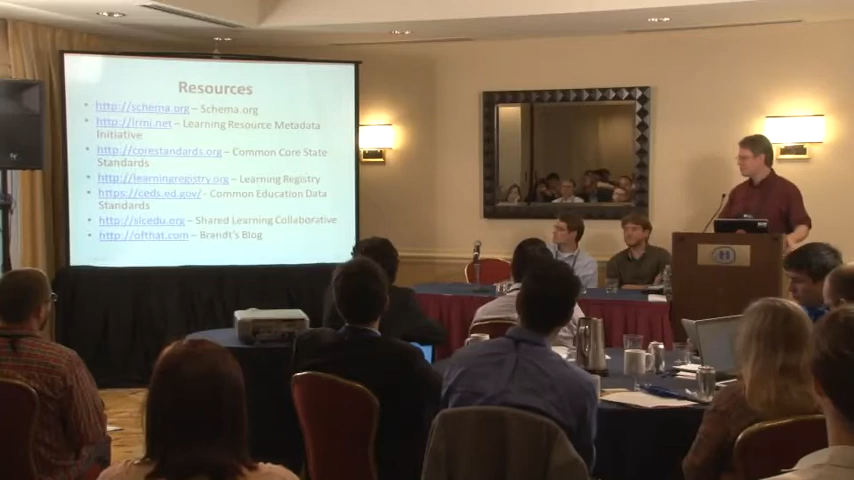 Resources
• http://schema.org – Schema.org
• http://lrmi.net – Learning Resource Metadata
Initiative
• http://corestandards.org – Common Core State
Standards
• http://learningregistry.org – Learning Registry
• https://ceds.ed.gov/ - Common Education Data
Standards
• http://slcedu.org – Shared Learning Collaborative
• http://ofthat.com – Brandt's Blog
H